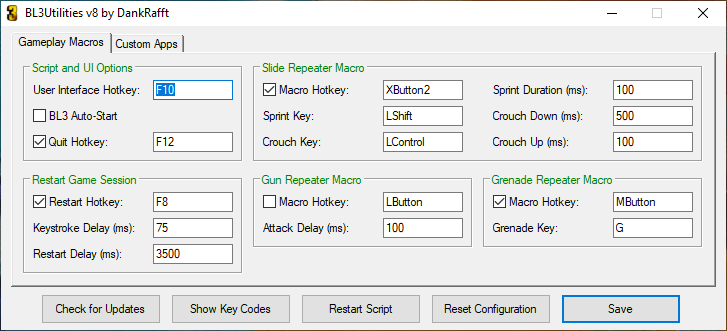 BL3Utilities v8 by DankRafft
Gameplay Macros
Custom Apps
Script and UI Options
User Interface Hotkey:
F10
BL3 Auto-Start
Quit Hotkey:
F12
Slide Repeater Macro
Macro Hotkey:
XButton2
Sprint Duration (ms):
100
Sprint Key:
LShift
Crouch Down (ms):
500
Crouch Key:
LControl
Crouch Up (ms):
100
Restart Game Session
Restart Hotkey:
F8
Keystroke Delay (ms):
75
Restart Delay (ms):
3500
Gun Repeater Macro
Macro Hotkey:
LButton
Attack Delay (ms):
100
Grenade Repeater Macro
Macro Hotkey:
MButton
Grenade Key:
G
Check for Updates
Show Key Codes
Restart Script
Reset Configuration
Save